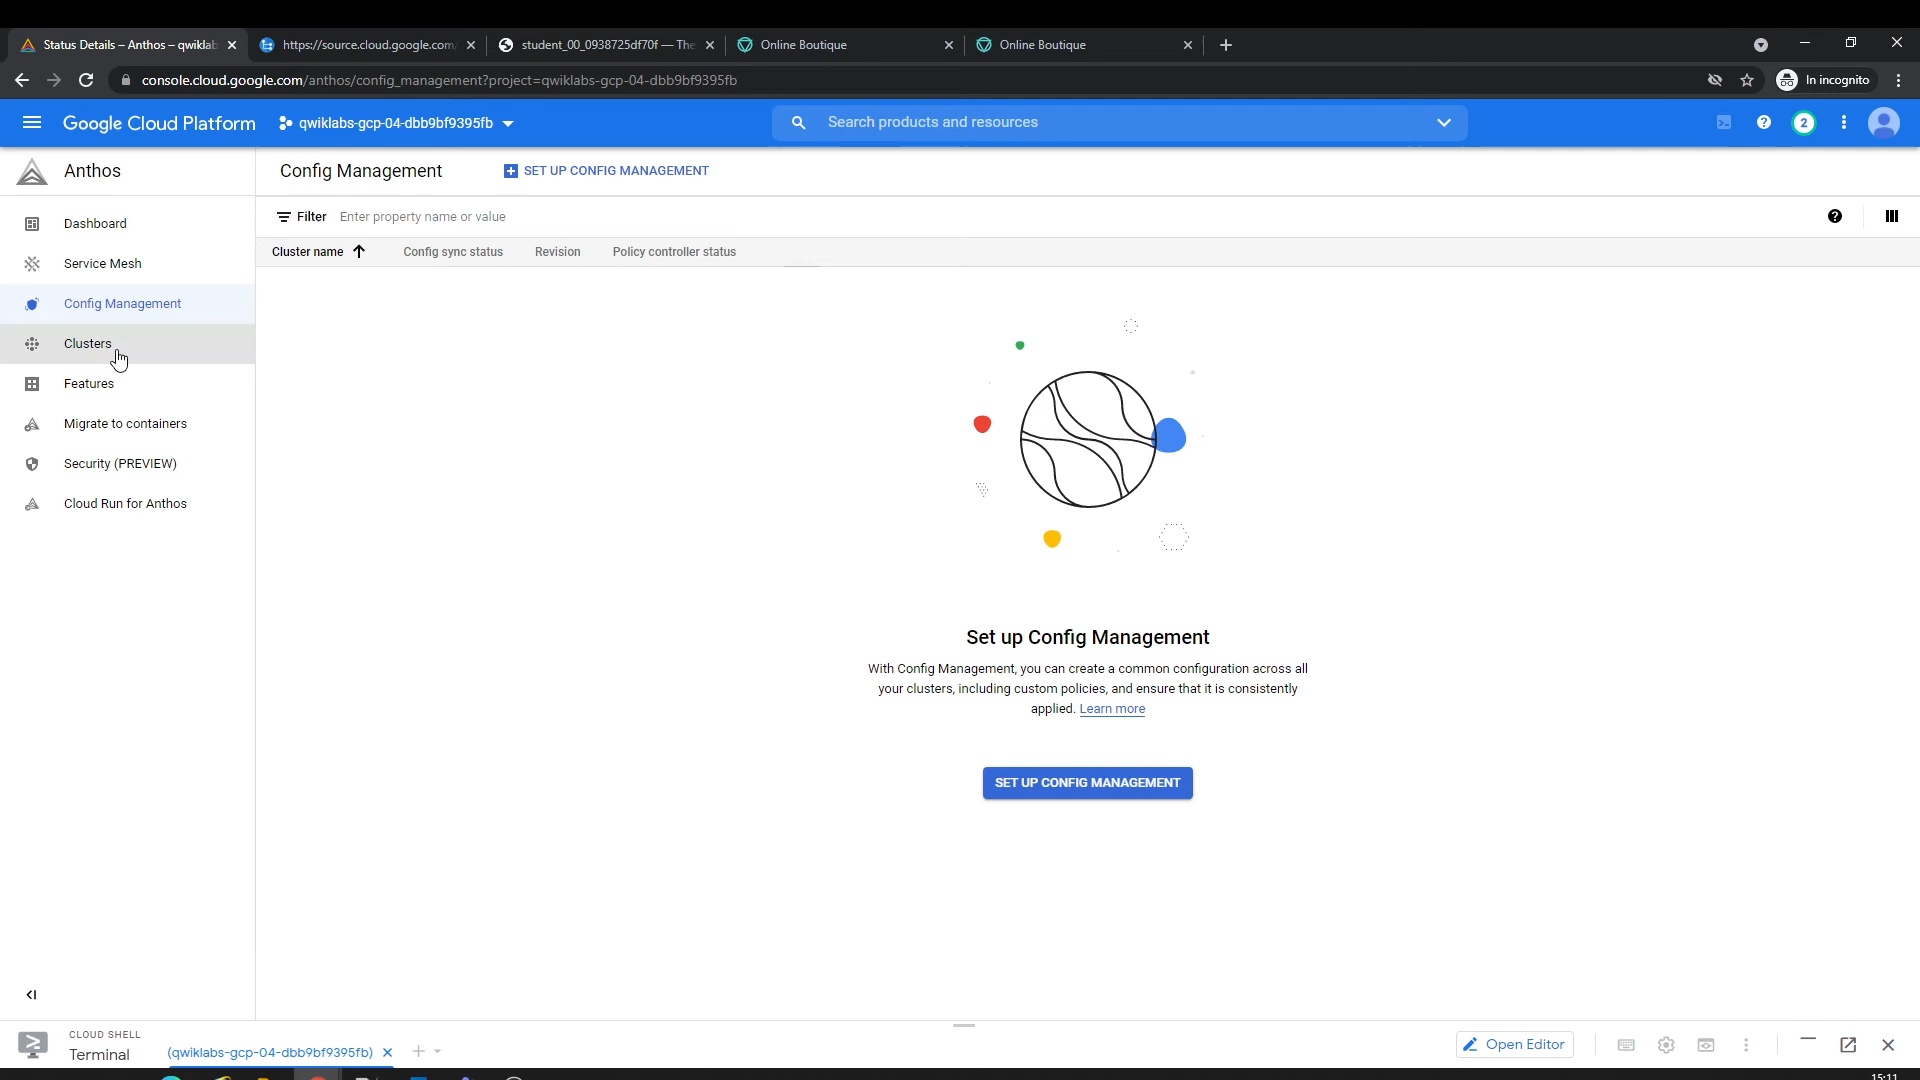 Status Details – Anthos – qwiklab
https://source.cloud.google.com/
student_00_0938725df70f — The
Online Boutique
Online Boutique
console.cloud.google.com/anthos/config_management?project=qwiklabs-gcp-04-dbb9bf9395fb
In incognito
Google Cloud Platform
qwiklabs-gcp-04-dbb9bf9395fb
Search products and resources
2
Anthos
Config Management
SET UP CONFIG MANAGEMENT
Dashboard
Service Mesh
Config Management
Clusters
Features
Migrate to containers
Security (PREVIEW)
Cloud Run for Anthos
Filter
Enter property name or value
Cluster name
Config sync status
Revision
Policy controller status
Set up Config Management
With Config Management, you can create a common configuration across all
your clusters, including custom policies, and ensure that it is consistently
applied. Learn more
SET UP CONFIG MANAGEMENT
CLOUD SHELL
Terminal
(qwiklabs-gcp-04-dbb9bf9395fb)
Open Editor
15:11